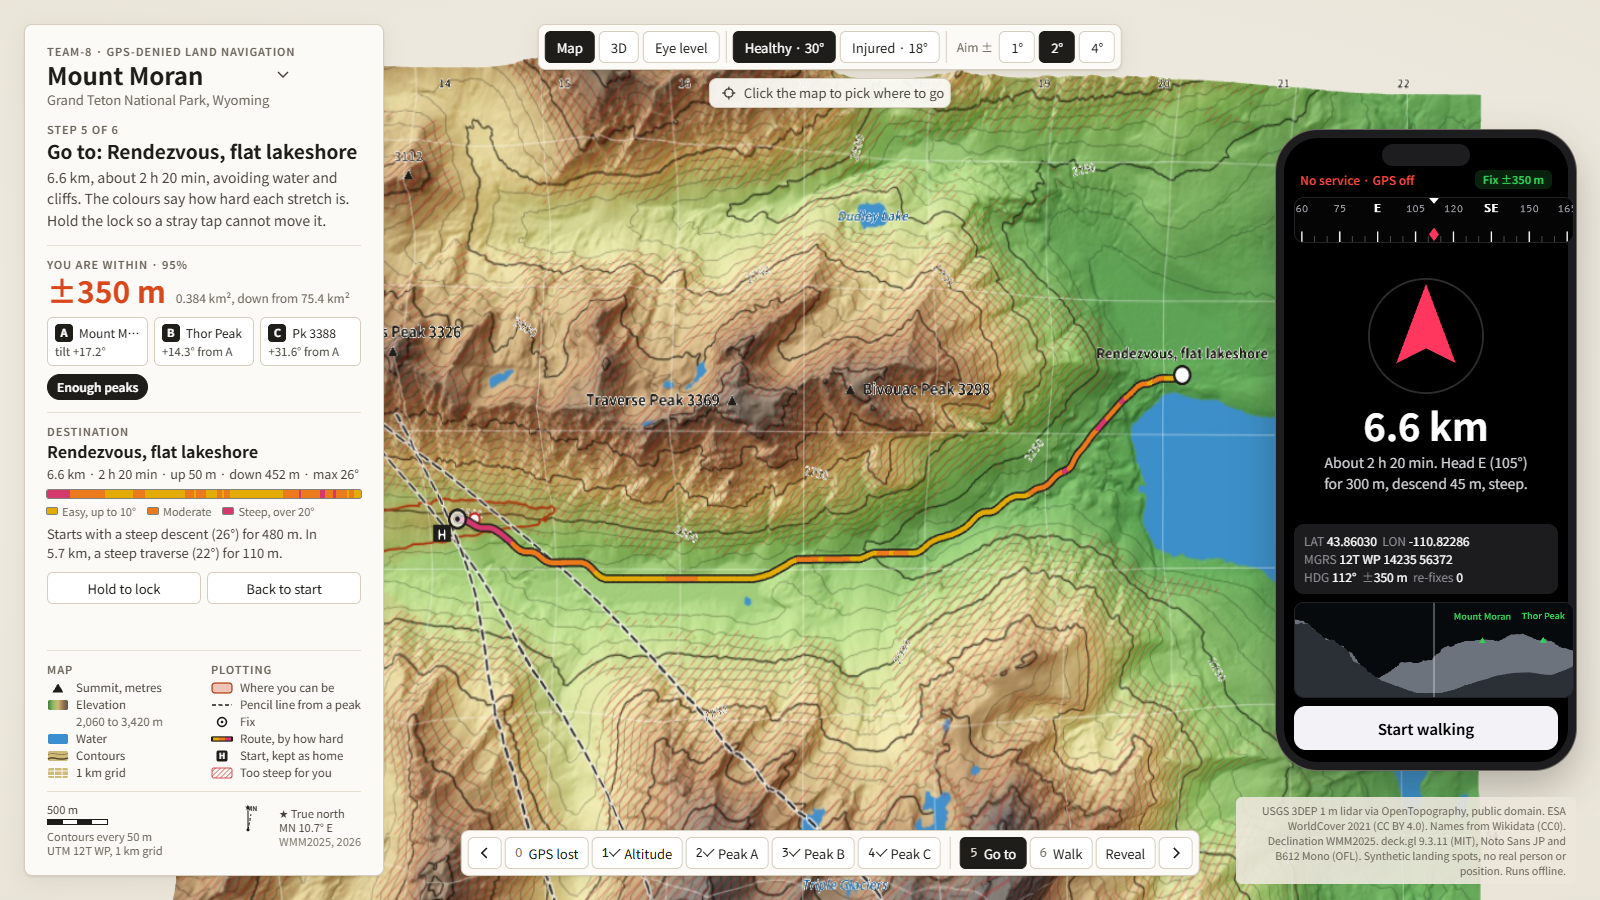 TEAM-8 · GPS-DENIED LAND NAVIGATION
Mount Moran
Grand Teton National Park, Wyoming
STEP 5 OF 6
Go to: Rendezvous, flat lakeshore
6.6 km, about 2 h 20 min, avoiding water and
cliffs. The colours say how hard each stretch is.
Hold the lock so a stray tap cannot move it.
YOU ARE WITHIN · 95%
±350 m 0.384 km², down from 75.4 km²
A Mount M···
tilt +17.2°
B Thor Peak
+14.3° from A
C Pk 3388
+31.6° from A
Enough peaks
DESTINATION
Rendezvous, flat lakeshore
6.6 km · 2 h 20 min · up 50 m · down 452 m · max 26°
Easy, up to 10° Moderate Steep, over 20°
Starts with a steep descent (26°) for 480 m. In
5.7 km, a steep traverse (22°) for 110 m.
Hold to lock Back to start
MAP
Summit, metres
Elevation
2,060 to 3,420 m
Water
Contours
1 km grid
PLOTTING
Where you can be
Pencil line from a peak
Fix
Route, by how hard
H Start, kept as home
Too steep for you
500 m
Contours every 50 m
UTM 12T WP, 1 km grid
MN
★ True north
MN 10.7° E
WMM2025, 2026
Map 3D Eye level Healthy · 30° Injured · 18° Aim ± 1° 2° 4°
Click the map to pick where to go
14 15 16 19 20 21 22
3112
Dudley Lake
s Peak 3326
Rendezvous, flat lakeshore
Bivouac Peak 3298
Traverse Peak 3369
H
Triple Glaciers
0 GPS lost 1 Altitude 2 Peak A 3 Peak B 4 Peak C 5 Go to 6 Walk Reveal
No service · GPS off Fix ±350 m
60 75 E 105 120 SE 150 165
6.6 km
About 2 h 20 min. Head E (105°)
for 300 m, descend 45 m, steep.
LAT 43.86030 LON -110.82286
MGRS 12T WP 14235 56372
HDG 112° ±350 m re-fixes 0
Mount Moran Thor Peak
Start walking
USGS 3DEP 1 m lidar via OpenTopography, public domain. ESA
WorldCover 2021 (CC BY 4.0). Names from Wikidata (CC0).
Declination WMM2025. deck.gl 9.3.11 (MIT), Noto Sans JP and
B612 Mono (OFL). Synthetic landing spots, no real person or
position. Runs offline.